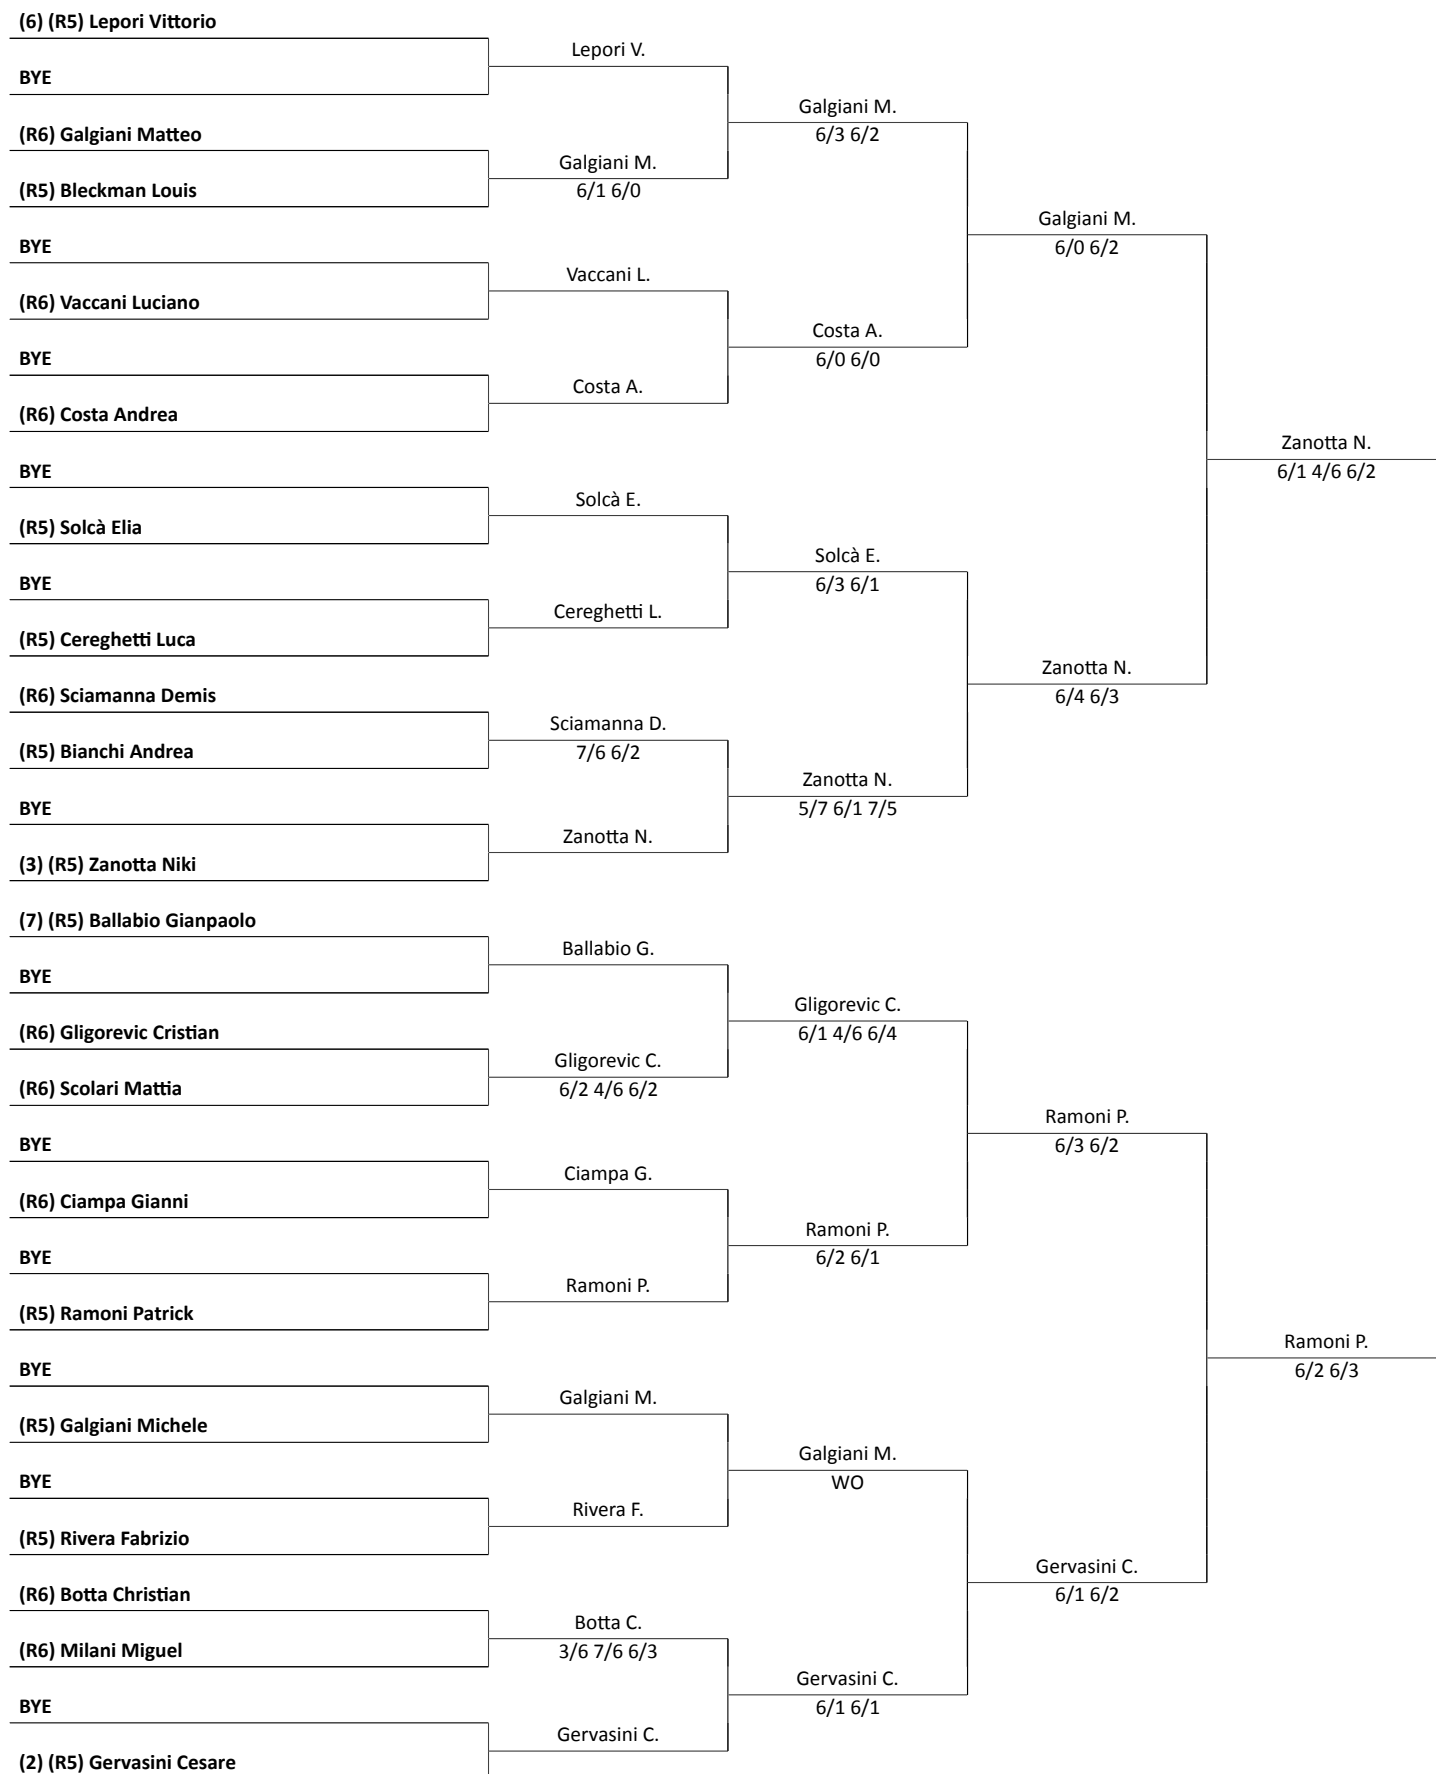 (6) (R5) Lepori Vittorio
Lepori V.
BYE
Galgiani M.
6/3 6/2
(R6) Galgiani Matteo
Galgiani M.
6/1 6/0
(R5) Bleckman Louis
Galgiani M.
6/0 6/2
BYE
Vaccani L.
(R6) Vaccani Luciano
Costa A.
6/0 6/0
BYE
Costa A.
(R6) Costa Andrea
Zanotta N.
6/1 4/6 6/2
BYE
Solcà E.
(R5) Solcà Elia
Solcà E.
6/3 6/1
BYE
Cereghetti L.
(R5) Cereghetti Luca
Zanotta N.
6/4 6/3
(R6) Sciamanna Demis
Sciamanna D.
7/6 6/2
(R5) Bianchi Andrea
Zanotta N.
5/7 6/1 7/5
BYE
Zanotta N.
(3) (R5) Zanotta Niki
(7) (R5) Ballabio Gianpaolo
Ballabio G.
BYE
Gligorevic C.
6/1 4/6 6/4
(R6) Gligorevic Cristian
Gligorevic C.
6/2 4/6 6/2
(R6) Scolari Mattia
Ramoni P.
6/3 6/2
BYE
Ciampa G.
(R6) Ciampa Gianni
Ramoni P.
6/2 6/1
BYE
Ramoni P.
(R5) Ramoni Patrick
Ramoni P.
6/2 6/3
BYE
Galgiani M.
(R5) Galgiani Michele
Galgiani M.
WO
BYE
Rivera F.
(R5) Rivera Fabrizio
Gervasini C.
6/1 6/2
(R6) Botta Christian
Botta C.
3/6 7/6 6/3
(R6) Milani Miguel
Gervasini C.
6/1 6/1
BYE
Gervasini C.
(2) (R5) Gervasini Cesare